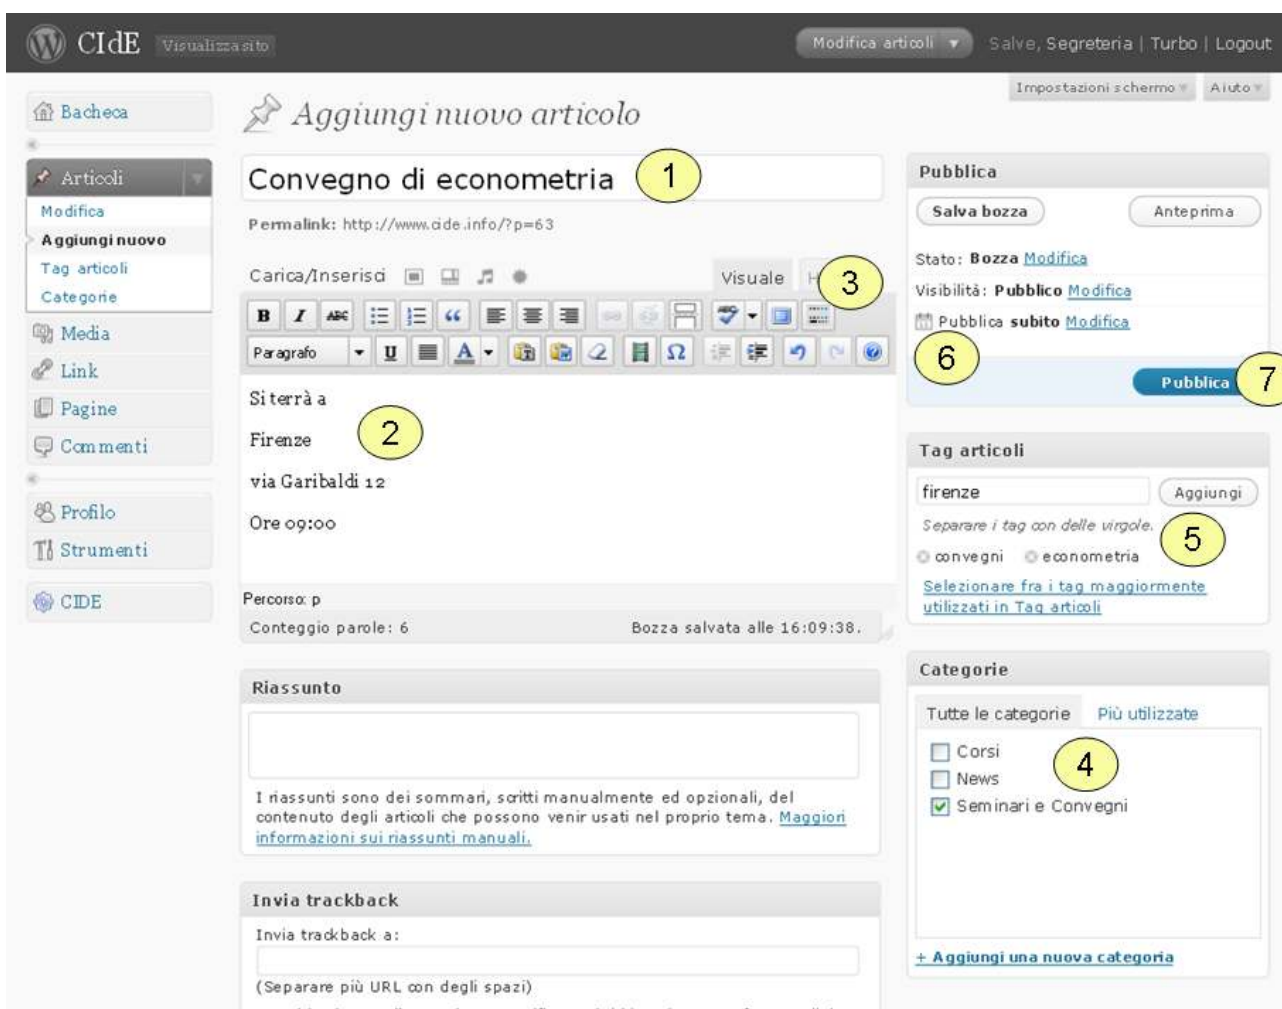 CIdE Visualizza sito Modifica articoli Salve, Segreteria | Turbo | Logout
Impostazioni schermo Aiuto
Bacheca
Articoli
Modifica
Aggiungi nuovo
Tag articoli
Categorie
Media
Link
Pagine
Commenti
Profilo
Strumenti
CIDE
Aggiungi nuovo articolo
Convegno di econometria 1
Permalink: http://www.cide.info/?p=63
Carica/Inserisci Visuale H 3
B I ABC
Paragrafo U A Ω
Si terrà a
Firenze 2
via Garibaldi 12
Ore 09:00
Percorso: p
Conteggio parole: 6 Bozza salvata alle 16:09:38.
Riassunto
I riassunti sono dei sommari, scritti manualmente ed opzionali, del
contenuto degli articoli che possono venir usati nel proprio tema. Maggiori
informazioni sui riassunti manuali.
Invia trackback
Invia trackback a:
(Separare più URL con degli spazi)
Pubblica
Salva bozza Anteprima
Stato: Bozza Modifica
Visibilità: Pubblico Modifica
Pubblica subito Modifica
6
Pubblica 7
Tag articoli
firenze Aggiungi
Separare i tag con delle virgole.
5
convegni econometria
Selezionare fra i tag maggiormente
utilizzati in Tag articoli
Categorie
Tutte le categorie Più utilizzate
Corsi
4
News
Seminari e Convegni
+ Aggiungi una nuova categoria